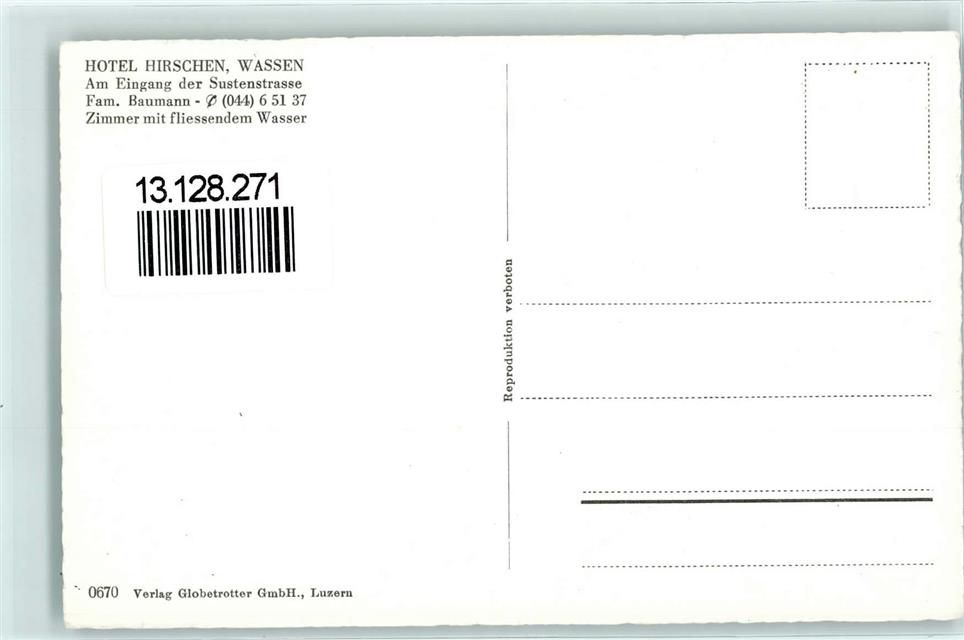 HOTEL HIRSCHEN, WASSEN
Am Eingang der Sustenstrasse
Fam. Baumann - ✆ (044) 6 51 37
Zimmer mit fliessendem Wasser
13.128.271
Reproduktion verboten
0670 Verlag Globetrotter GmbH., Luzern